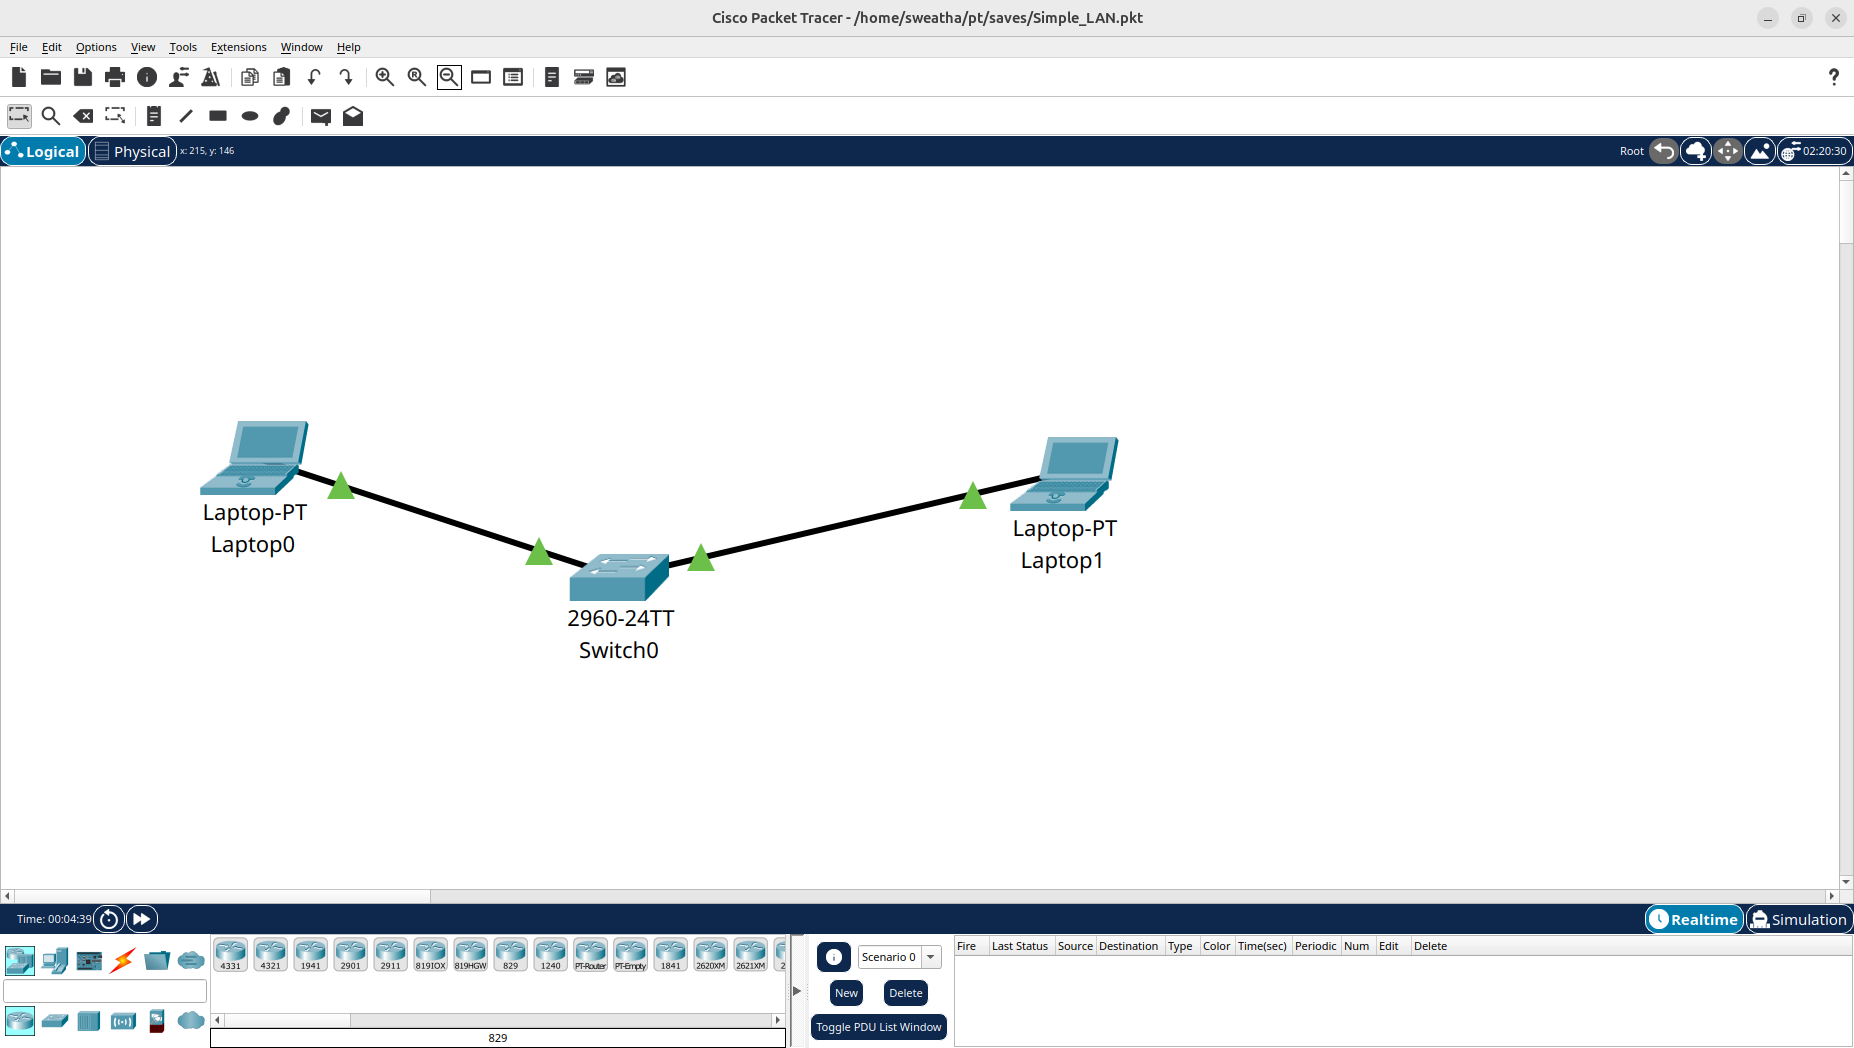 Cisco Packet Tracer - /home/sweatha/pt/saves/Simple_LAN.pkt
File Edit Options View Tools Extensions Window Help
?
Logical Physical x: 215, y: 146 Root 02:20:30
Laptop-PT
Laptop0
Laptop-PT
Laptop1
2960-24TT
Switch0
Time: 00:04:39 Realtime Simulation
4331 4321 1941 2901 2911 819IOX 819HGW 829 1240 PT-Router PT-Empty 1841 2620XM 2621XM 2
829
Scenario 0
New Delete
Toggle PDU List Window
Fire Last Status Source Destination Type Color Time(sec) Periodic Num Edit Delete